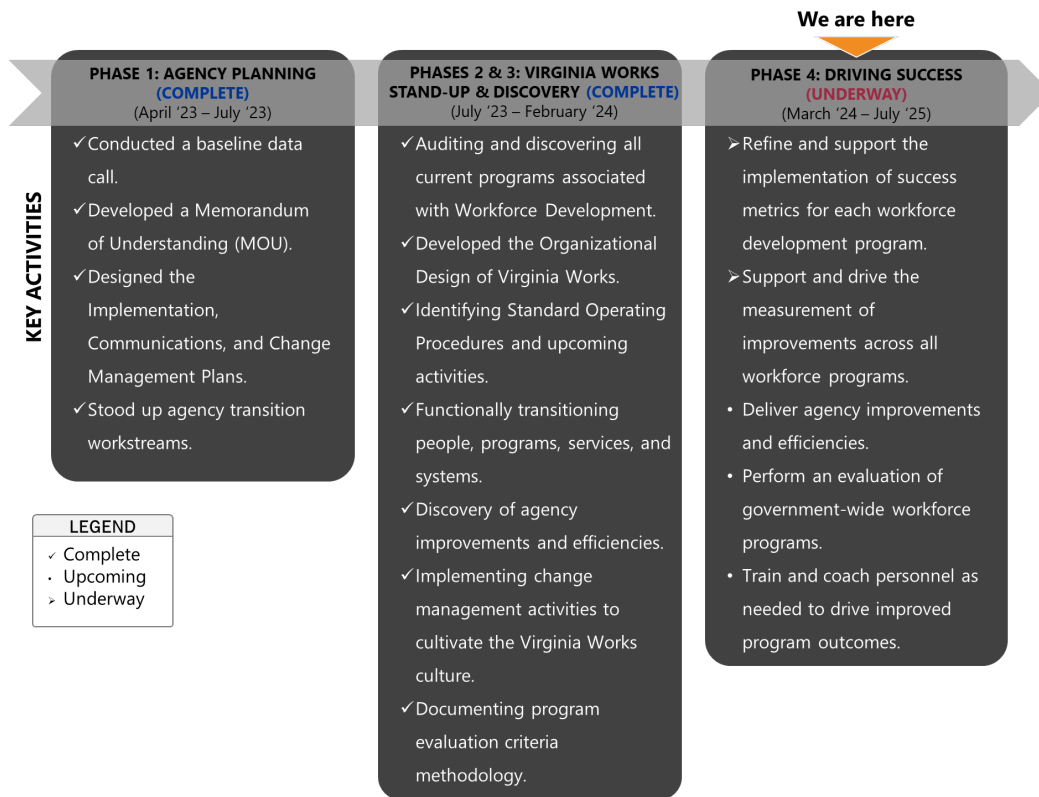 We are here
PHASE 1: AGENCY PLANNING
(COMPLETE)
(April ‘23 – July ‘23)
PHASES 2 & 3: VIRGINIA WORKS
STAND-UP & DISCOVERY (COMPLETE)
(July ‘23 – February ‘24)
PHASE 4: DRIVING SUCCESS
(UNDERWAY)
(March ‘24 – July ‘25)
KEY ACTIVITIES
✓Conducted a baseline data
call.
✓Developed a Memorandum
of Understanding (MOU).
✓Designed the
Implementation,
Communications, and Change
Management Plans.
✓Stood up agency transition
workstreams.
✓Auditing and discovering all
current programs associated
with Workforce Development.
✓Developed the Organizational
Design of Virginia Works.
✓Identifying Standard Operating
Procedures and upcoming
activities.
✓Functionally transitioning
people, programs, services, and
systems.
✓Discovery of agency
improvements and efficiencies.
✓Implementing change
management activities to
cultivate the Virginia Works
culture.
✓Documenting program
evaluation criteria
methodology.
➢Refine and support the
implementation of success
metrics for each workforce
development program.
➢Support and drive the
measurement of
improvements across all
workforce programs.
• Deliver agency improvements
and efficiencies.
• Perform an evaluation of
government-wide workforce
programs.
• Train and coach personnel as
needed to drive improved
program outcomes.
LEGEND
✓ Complete
• Upcoming
➢ Underway